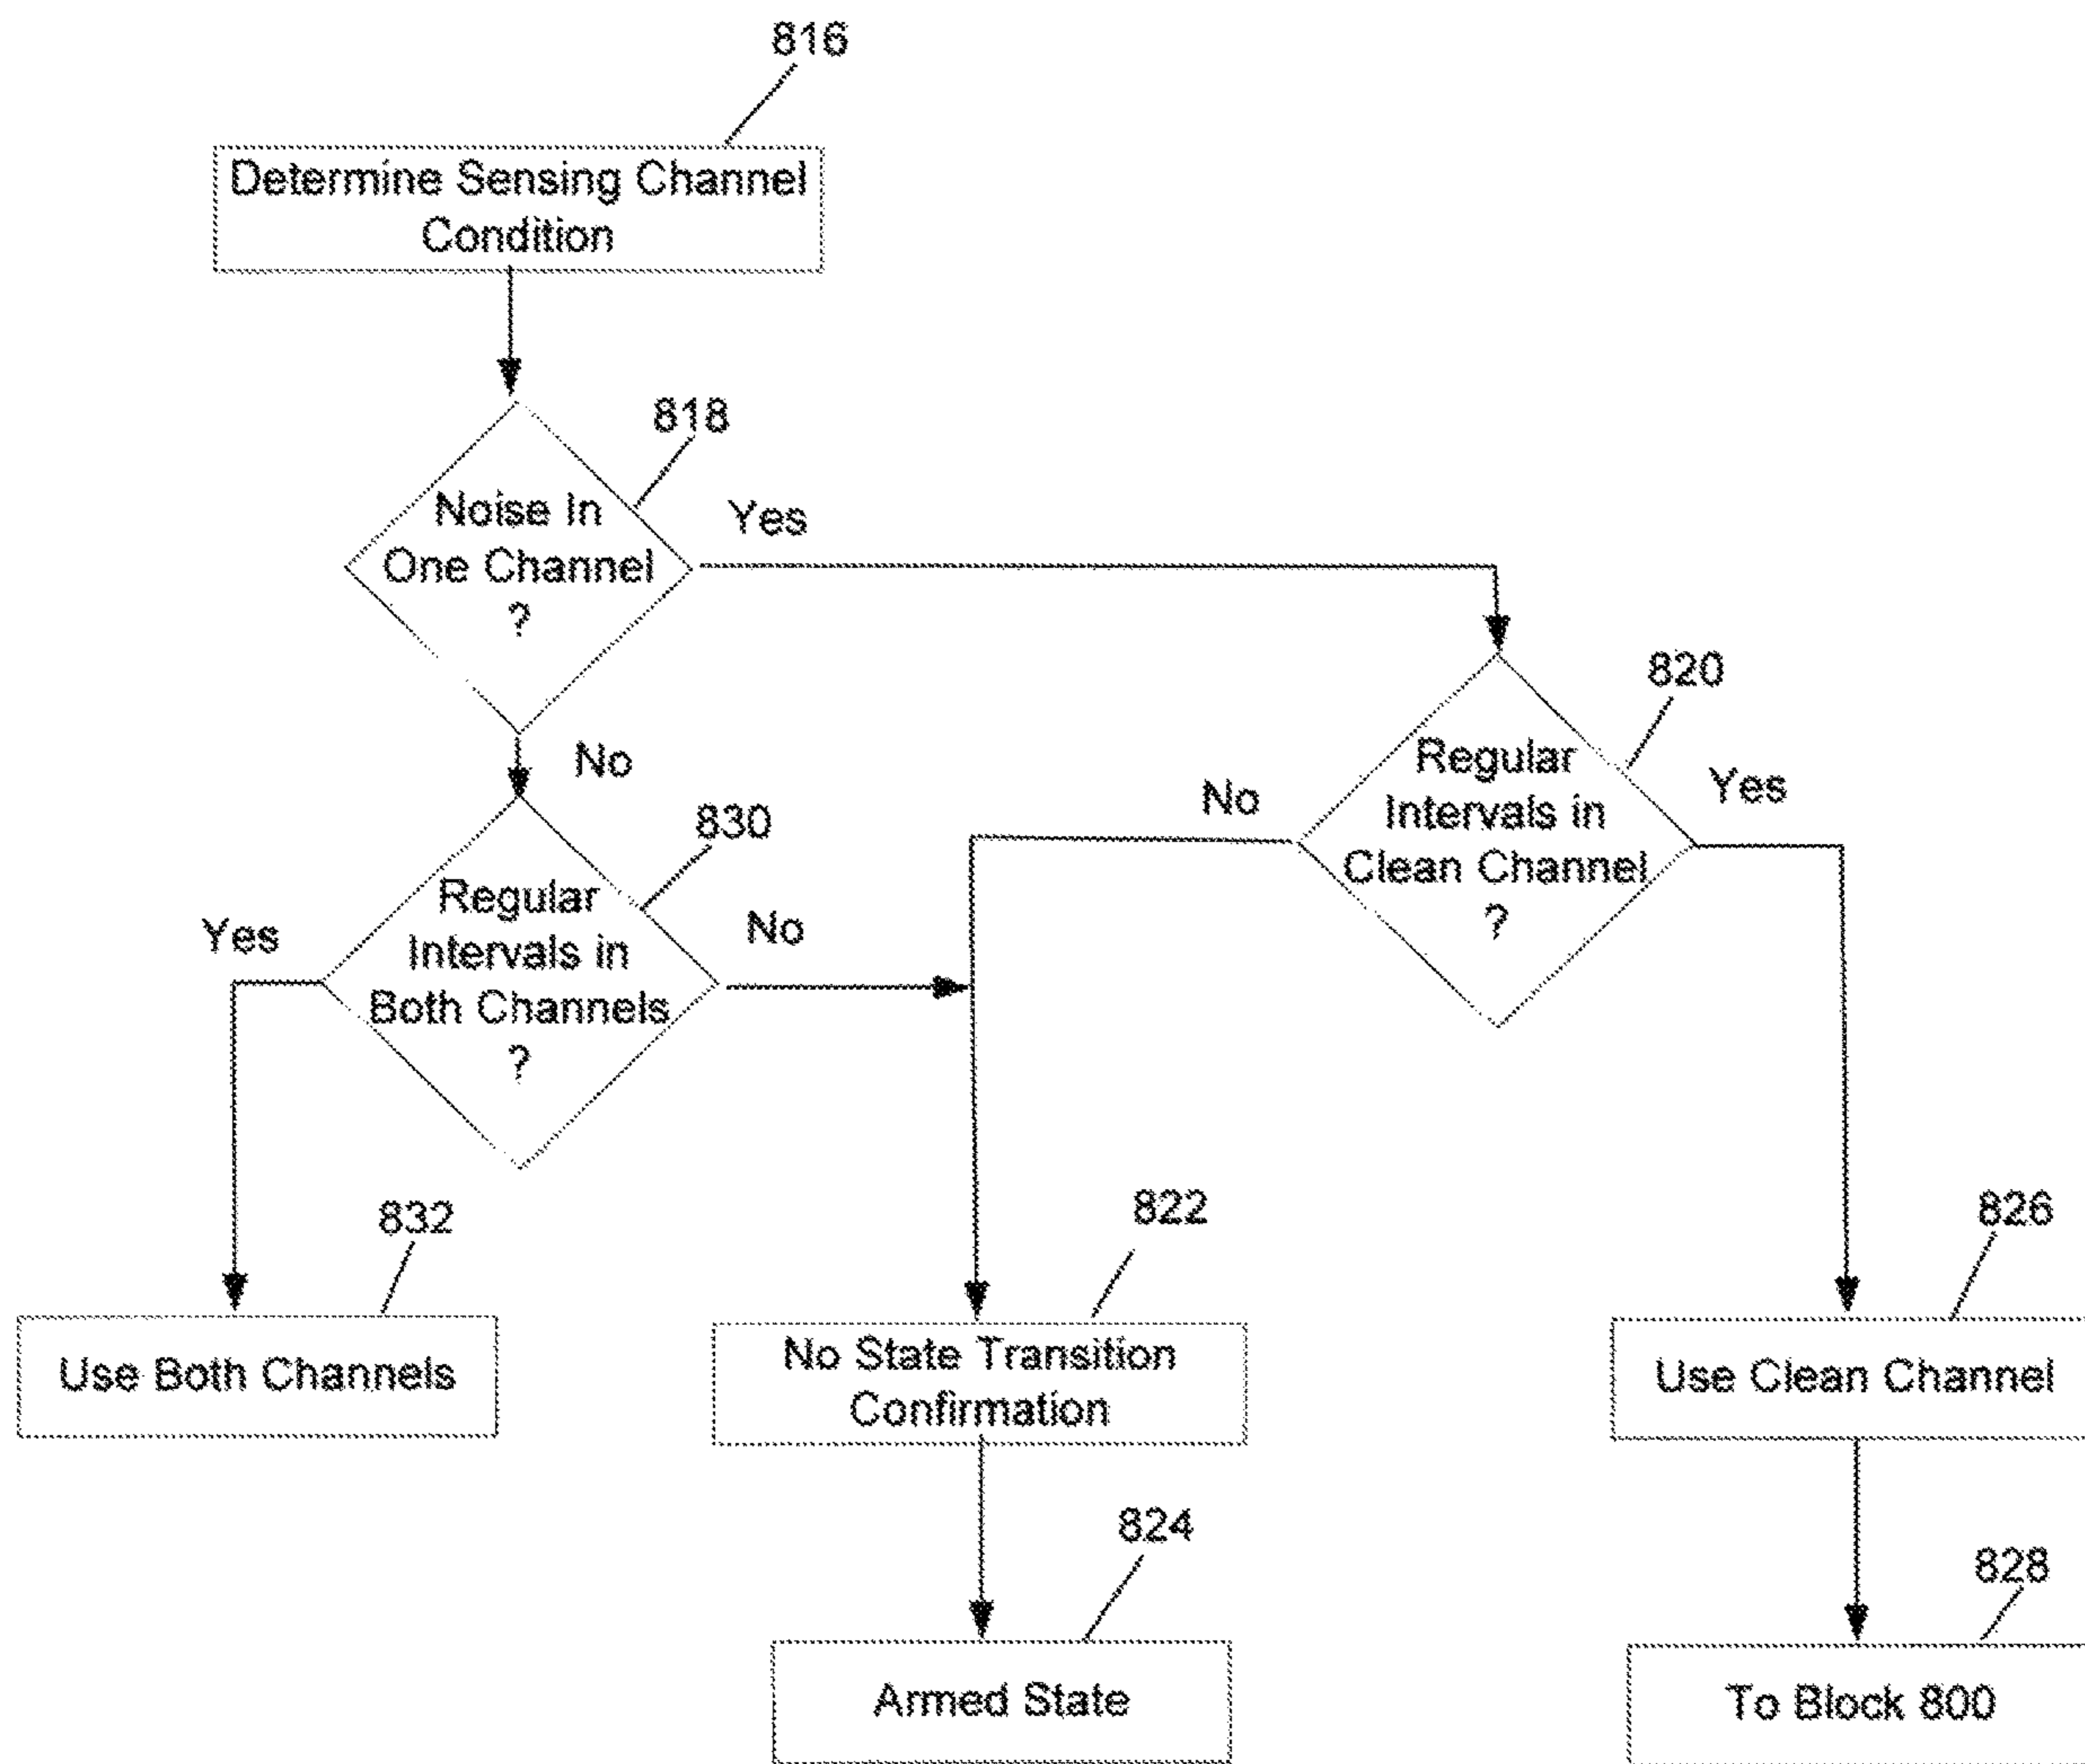 816
Determine Sensing Channel
Condition
818
Noise In
One Channel
?
Yes
820
Regular
Intervals in
Clean Channel
?
No
Yes
No
830
Regular
Intervals in
Both Channels
?
Yes
No
832
Use Both Channels
822
No State Transition
Confirmation
826
Use Clean Channel
824
Armed State
828
To Block 800